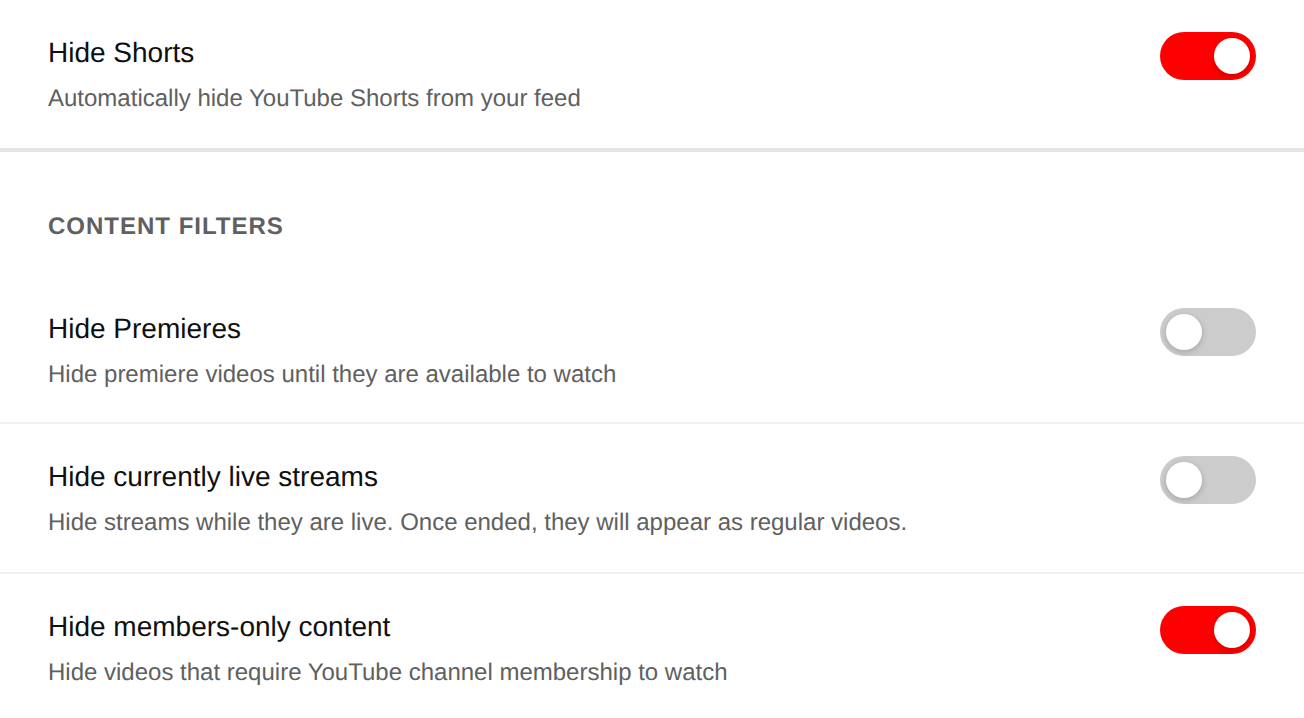 Hide Shorts
Automatically hide YouTube Shorts from your feed
CONTENT FILTERS
Hide Premieres
Hide premiere videos until they are available to watch
Hide currently live streams
Hide streams while they are live. Once ended, they will appear as regular videos.
Hide members-only content
Hide videos that require YouTube channel membership to watch